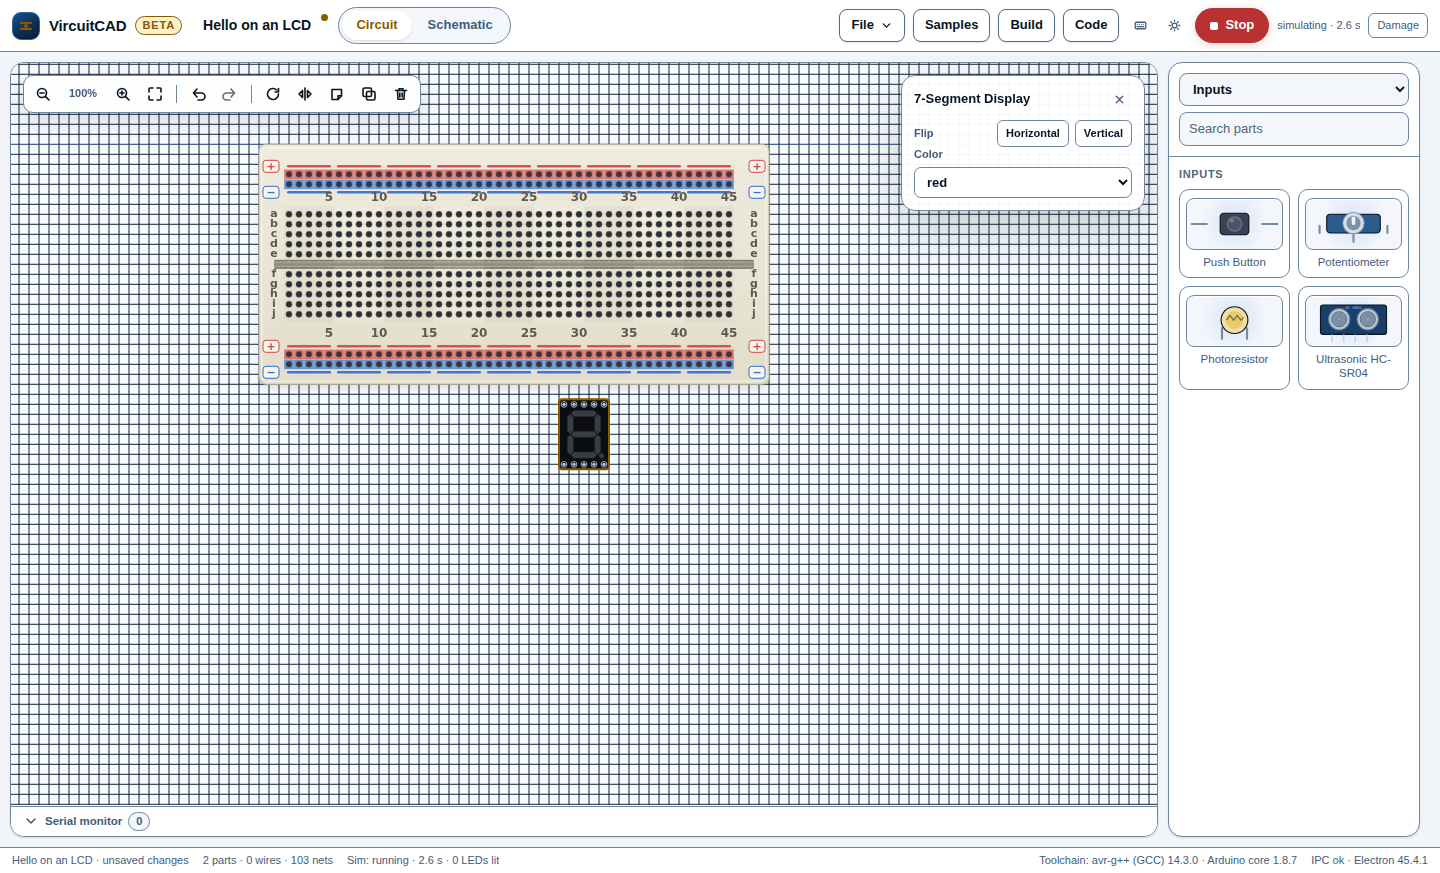 VircuitCAD BETA Hello on an LCD Circuit Schematic File Samples Build Code Stop simulating · 2.6 s Damage
100%
7-Segment Display
Flip Horizontal Vertical
Color
red
Inputs
Search parts
INPUTS
Push Button Potentiometer
Photoresistor Ultrasonic HC-
SR04
+ +
− −
5 10 15 20 25 30 35 40 45
a a
b b
c c
d d
e e
f f
g g
h h
i i
j j
5 10 15 20 25 30 35 40 45
+ +
− −
Serial monitor 0
Hello on an LCD · unsaved changes 2 parts · 0 wires · 103 nets Sim: running · 2.6 s · 0 LEDs lit Toolchain: avr-g++ (GCC) 14.3.0 · Arduino core 1.8.7 IPC ok · Electron 45.4.1